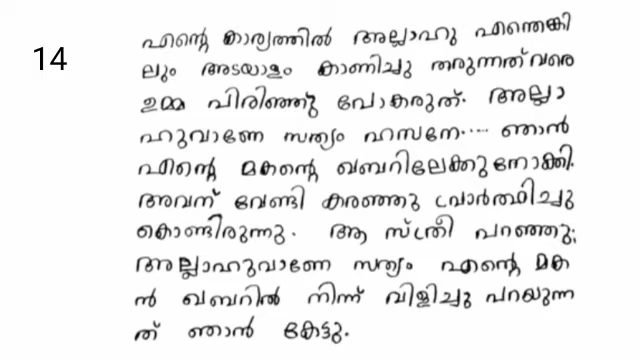 14
എന്റെ കാര്യത്തിൽ അല്ലാഹു എന്തെങ്കി
ലും അടയാളം കാണിച്ചു തരുന്നത് വരെ
ഉമ്മ പിരിഞ്ഞു പോകരുത്. അല്ലാ
ഹുവാണേ സത്യം ഹസനേ.... ഞാൻ
എന്റെ മകന്റെ ഖബറിലേക്കു നോക്കി.
അവന് വേണ്ടി കരഞ്ഞു പ്രാർത്ഥിച്ചു
കൊണ്ടിരുന്നു. ആ സ്ത്രീ പറഞ്ഞു;
അല്ലാഹുവാണേ സത്യം എന്റെ മക
ൻ ഖബറിൽ നിന്ന് വിളിച്ചു പറയുന്ന
ത് ഞാൻ കേട്ടു.